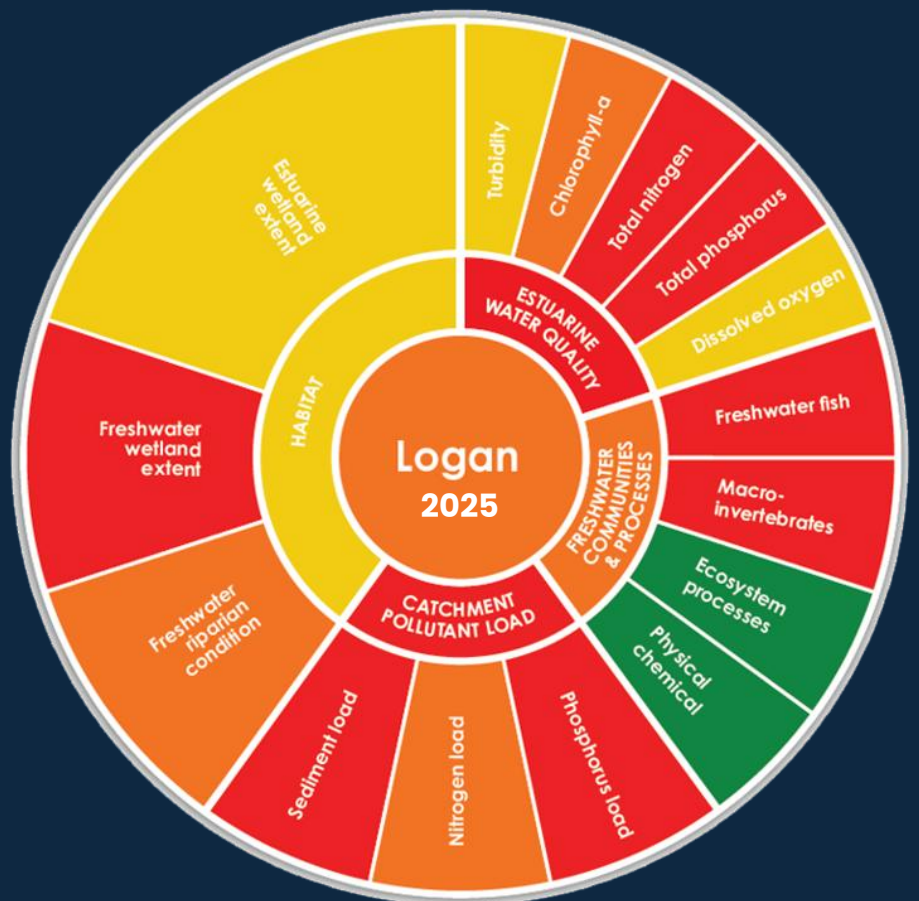 Logan
2025
ESTUARINE
WATER QUALITY
Turbidity
Chlorophyll-a
Total nitrogen
Total phosphorus
Dissolved oxygen
FRESHWATER
COMMUNITIES
& PROCESSES
Freshwater fish
Macro-
invertebrates
Ecosystem
processes
Physical
chemical
CATCHMENT
POLLUTANT LOAD
Phosphorus load
Nitrogen load
Sediment load
HABITAT
Freshwater
riparian
condition
Freshwater
wetland
extent
Estuarine
wetland
extent